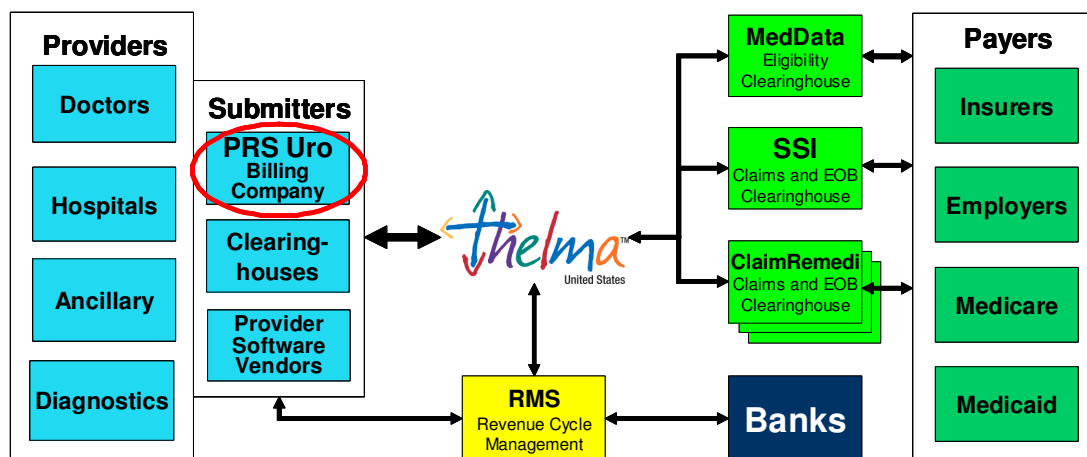 Providers
Doctors
Hospitals
Ancillary
Diagnostics
Submitters
PRS Uro
Billing
Company
Clearing-
houses
Provider
Software
Vendors
thelma™
United States
RMS
Revenue Cycle
Management
MedData
Eligibility
Clearinghouse
SSI
Claims and EOB
Clearinghouse
ClaimRemedi
Claims and EOB
Clearinghouse
Banks
Payers
Insurers
Employers
Medicare
Medicaid